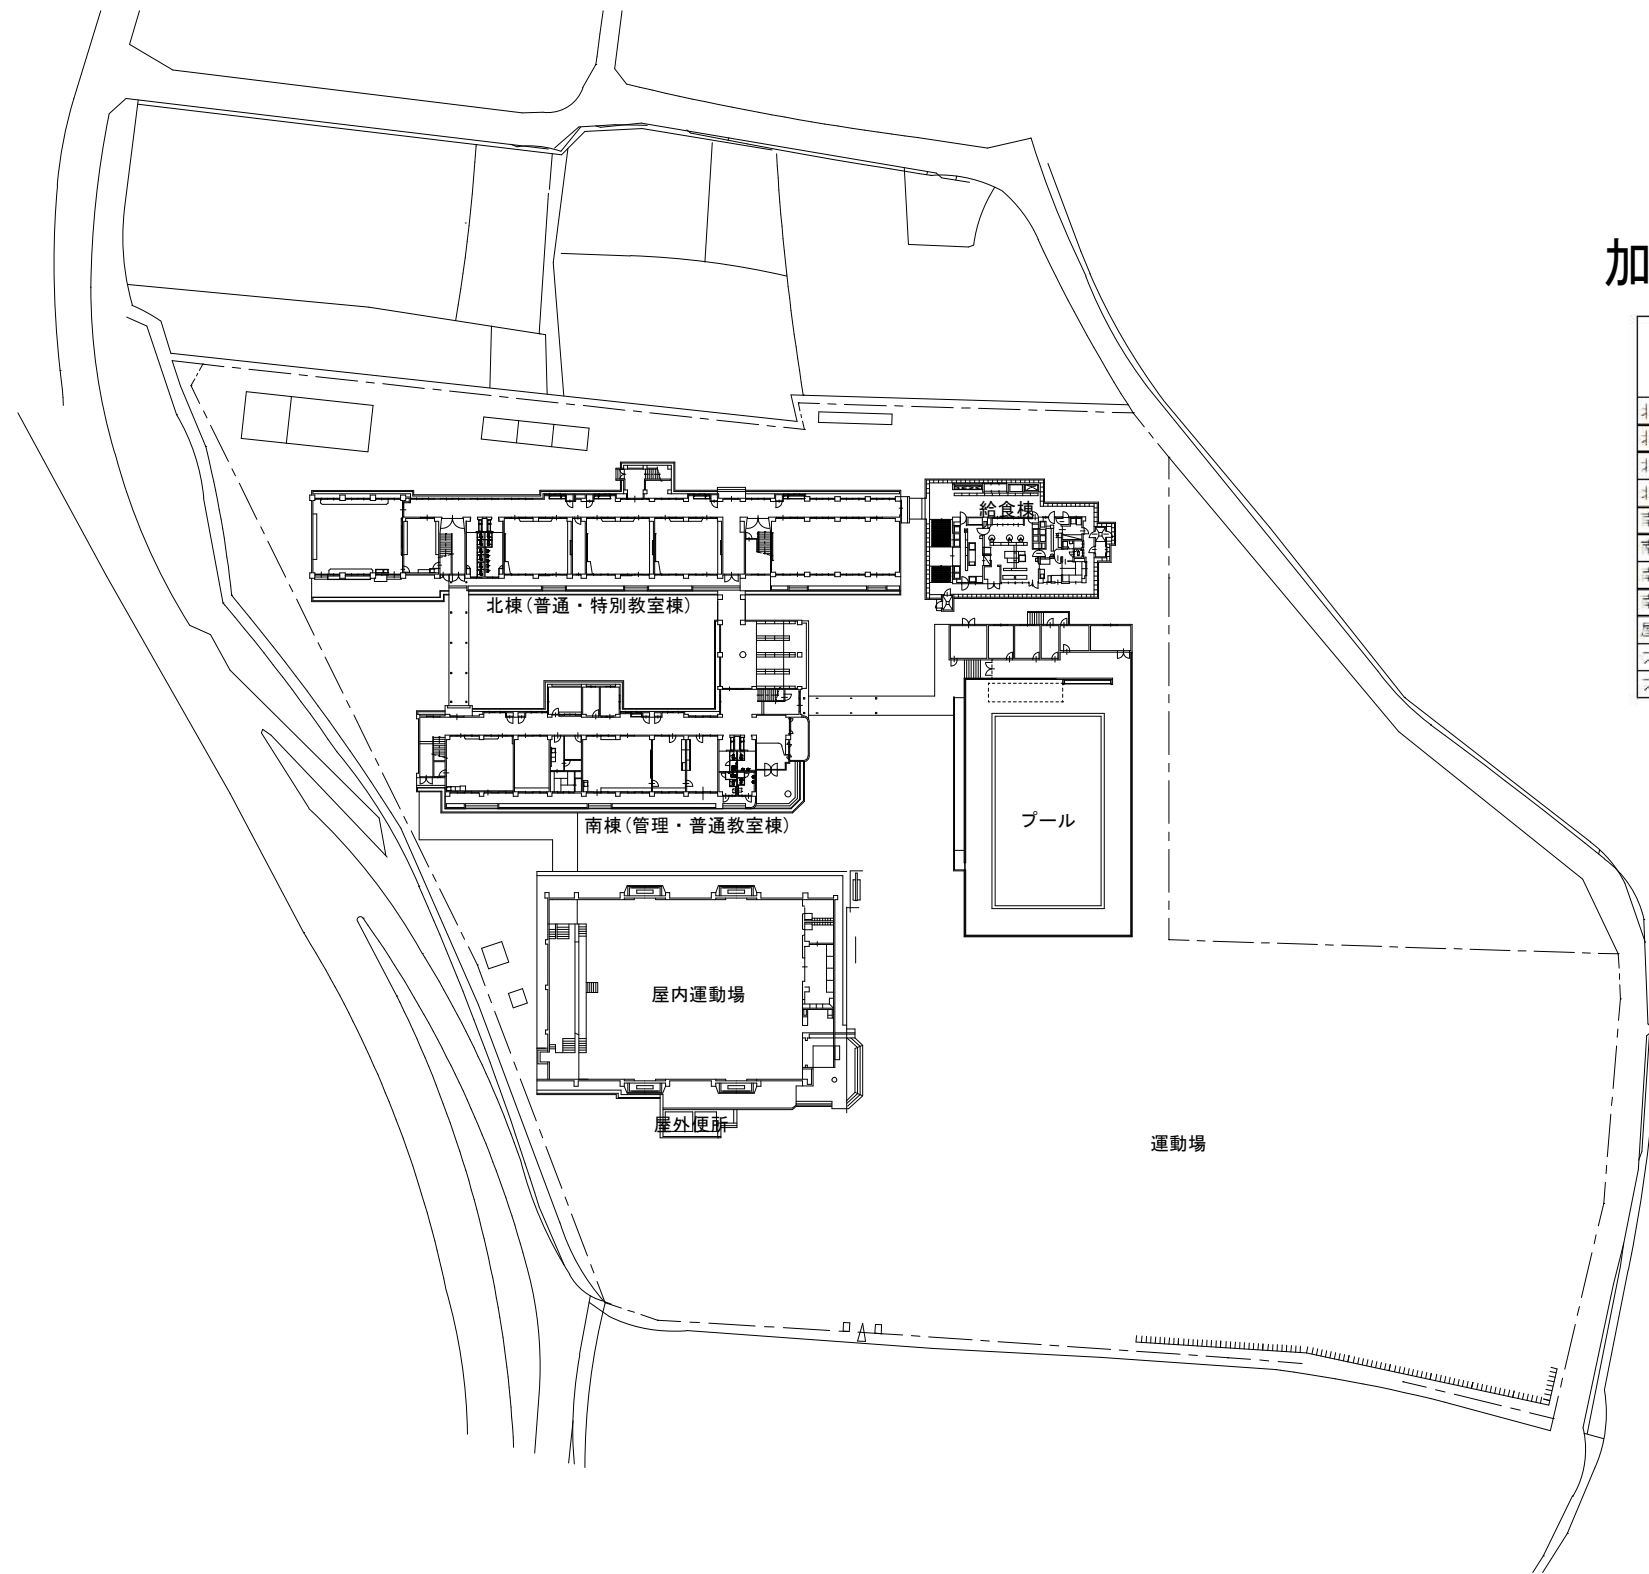 加
給食棟
北棟(普通・特別教室棟)
プール
南棟(管理・普通教室棟)
屋内運動場
屋外便所
運動場